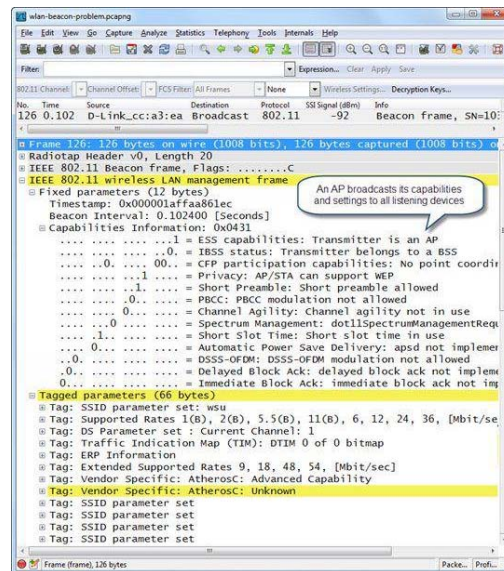 wlan-beacon-problem.pcapng
File Edit View Go Capture Analyze Statistics Telephony Tools Internals Help
Filter: Expression... Clear Apply Save
802.11 Channel: Channel Offset: FCS Filter: All Frames None Wireless Settings... Decryption Keys...
No. Time Source Destination Protocol SSI Signal (dBm) Info
126 0.102 D-Link_cc:a3:ea Broadcast 802.11 -92 Beacon frame, SN=10
Frame 126: 126 bytes on wire (1008 bits), 126 bytes captured (1008 bits) on
Radiotap Header v0, Length 20
IEEE 802.11 Beacon frame, Flags: ........C
IEEE 802.11 wireless LAN management frame
Fixed parameters (12 bytes)
Timestamp: 0x000001affaa861ec
Beacon Interval: 0.102400 [Seconds]
Capabilities Information: 0x0431
An AP broadcasts its capabilities
and settings to all listening devices
.... .... .... ...1 = ESS capabilities: Transmitter is an AP
.... .... .... ..0. = IBSS status: Transmitter belongs to a BSS
.... ..0. .... 00.. = CFP participation capabilities: No point coordin
.... .... ...1 .... = Privacy: AP/STA can support WEP
.... .... ..1. .... = Short Preamble: Short preamble allowed
.... .... .0.. .... = PBCC: PBCC modulation not allowed
.... .... 0... .... = Channel Agility: Channel agility not in use
.... ...0 .... .... = Spectrum Management: dot11SpectrumManagementRequ
.... .1.. .... .... = Short Slot Time: Short slot time in use
.... 0... .... .... = Automatic Power Save Delivery: apsd not implemen
..0. .... .... .... = DSSS-OFDM: DSSS-OFDM modulation not allowed
.0.. .... .... .... = Delayed Block Ack: delayed block ack not impleme
0... .... .... .... = Immediate Block Ack: immediate block ack not imp
Tagged parameters (66 bytes)
Tag: SSID parameter set: wsu
Tag: Supported Rates 1(B), 2(B), 5.5(B), 11(B), 6, 12, 24, 36, [Mbit/se
Tag: DS Parameter set : Current Channel: 1
Tag: Traffic Indication Map (TIM): DTIM 0 of 0 bitmap
Tag: ERP Information
Tag: Extended Supported Rates 9, 18, 48, 54, [Mbit/sec]
Tag: Vendor Specific: AtherosC: Advanced Capability
Tag: Vendor Specific: AtherosC: Unknown
Tag: SSID parameter set
Tag: SSID parameter set
Tag: SSID parameter set
Tag: SSID parameter set
Frame (frame), 126 bytes Packe... Profi...